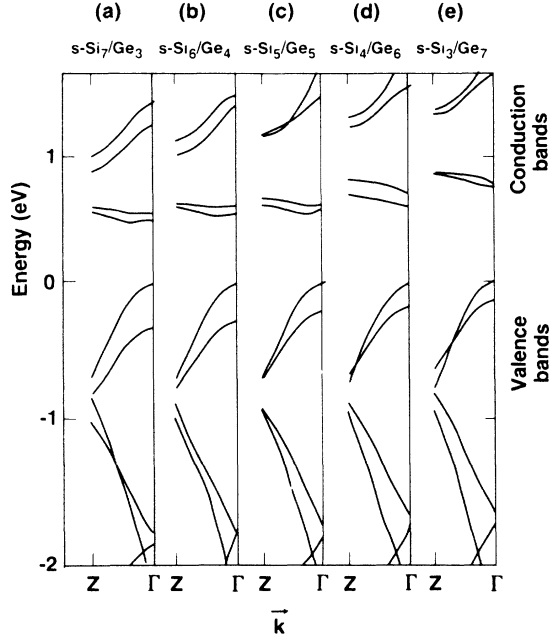 (a) (b) (c) (d) (e)
s-Si7/Ge3 s-Si6/Ge4 s-Si5/Ge5 s-Si4/Ge6 s-Si3/Ge7
Energy (eV)
1
0
-1
-2
Conduction
bands
Valence
bands
Z Γ Z Γ Z Γ Z Γ Z Γ
k